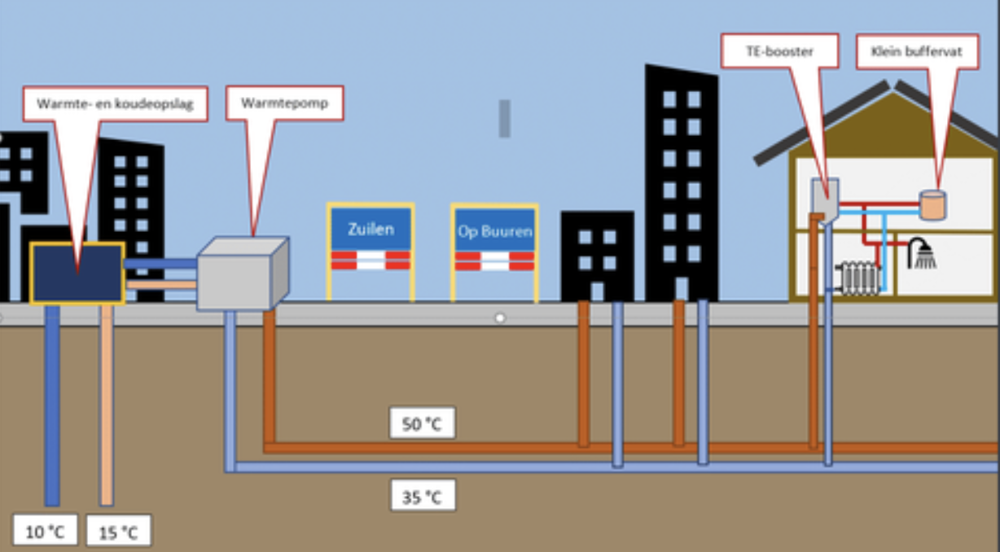 TE-booster
Klein buffervat
Warmte- en koudeopslag
Warmtepomp
Zuilen
Op Buuren
50 °C
35 °C
10 °C
15 °C